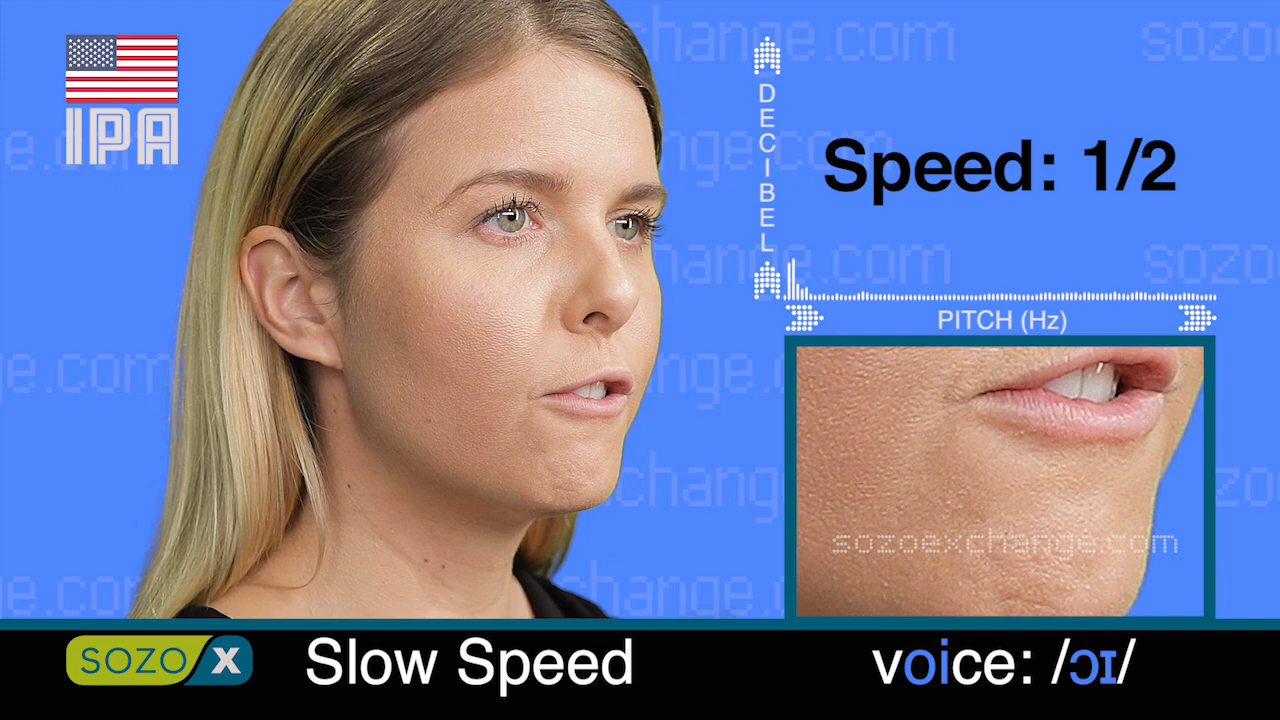 IPA
DECIBEL
Speed: 1/2
PITCH (Hz)
sozoexchange.com
SOZO X
Slow Speed
voice: /ɔɪ/